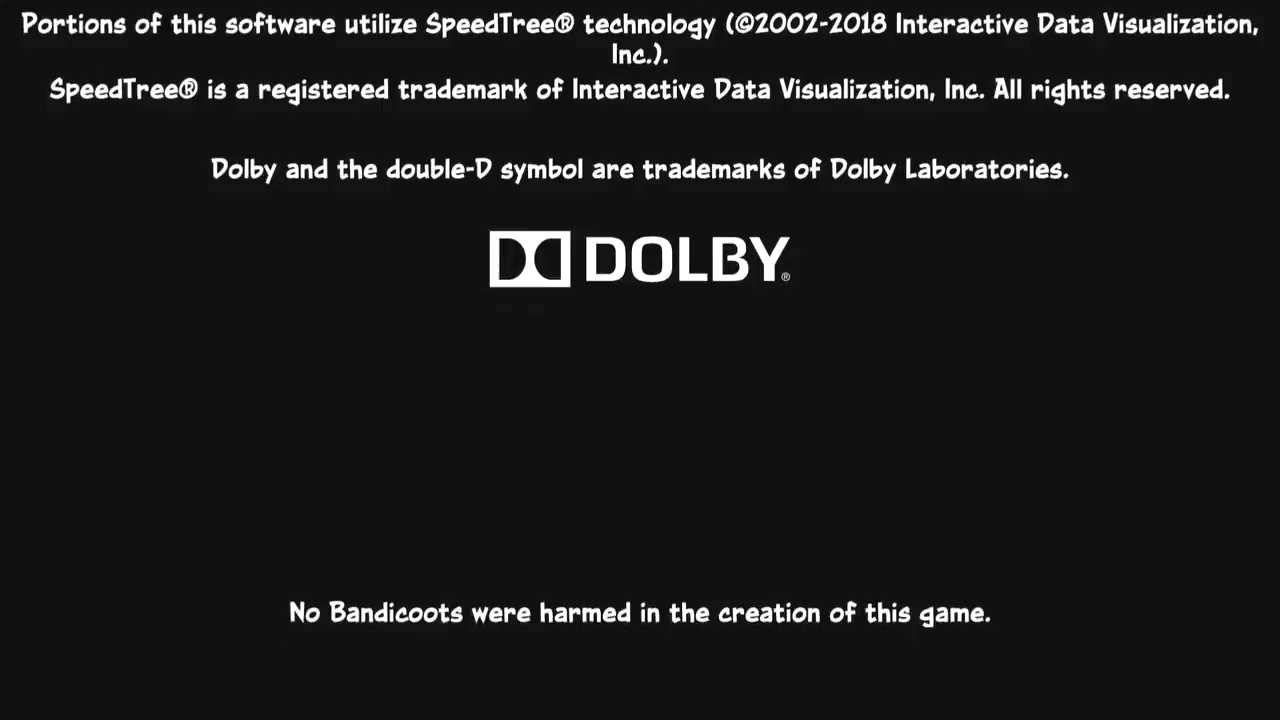 Portions of this software utilize SpeedTree® technology (©2002-2018 Interactive Data Visualization,
Inc.).
SpeedTree® is a registered trademark of Interactive Data Visualization, Inc. All rights reserved.
Dolby and the double-D symbol are trademarks of Dolby Laboratories.
DOLBY®
No Bandicoots were harmed in the creation of this game.